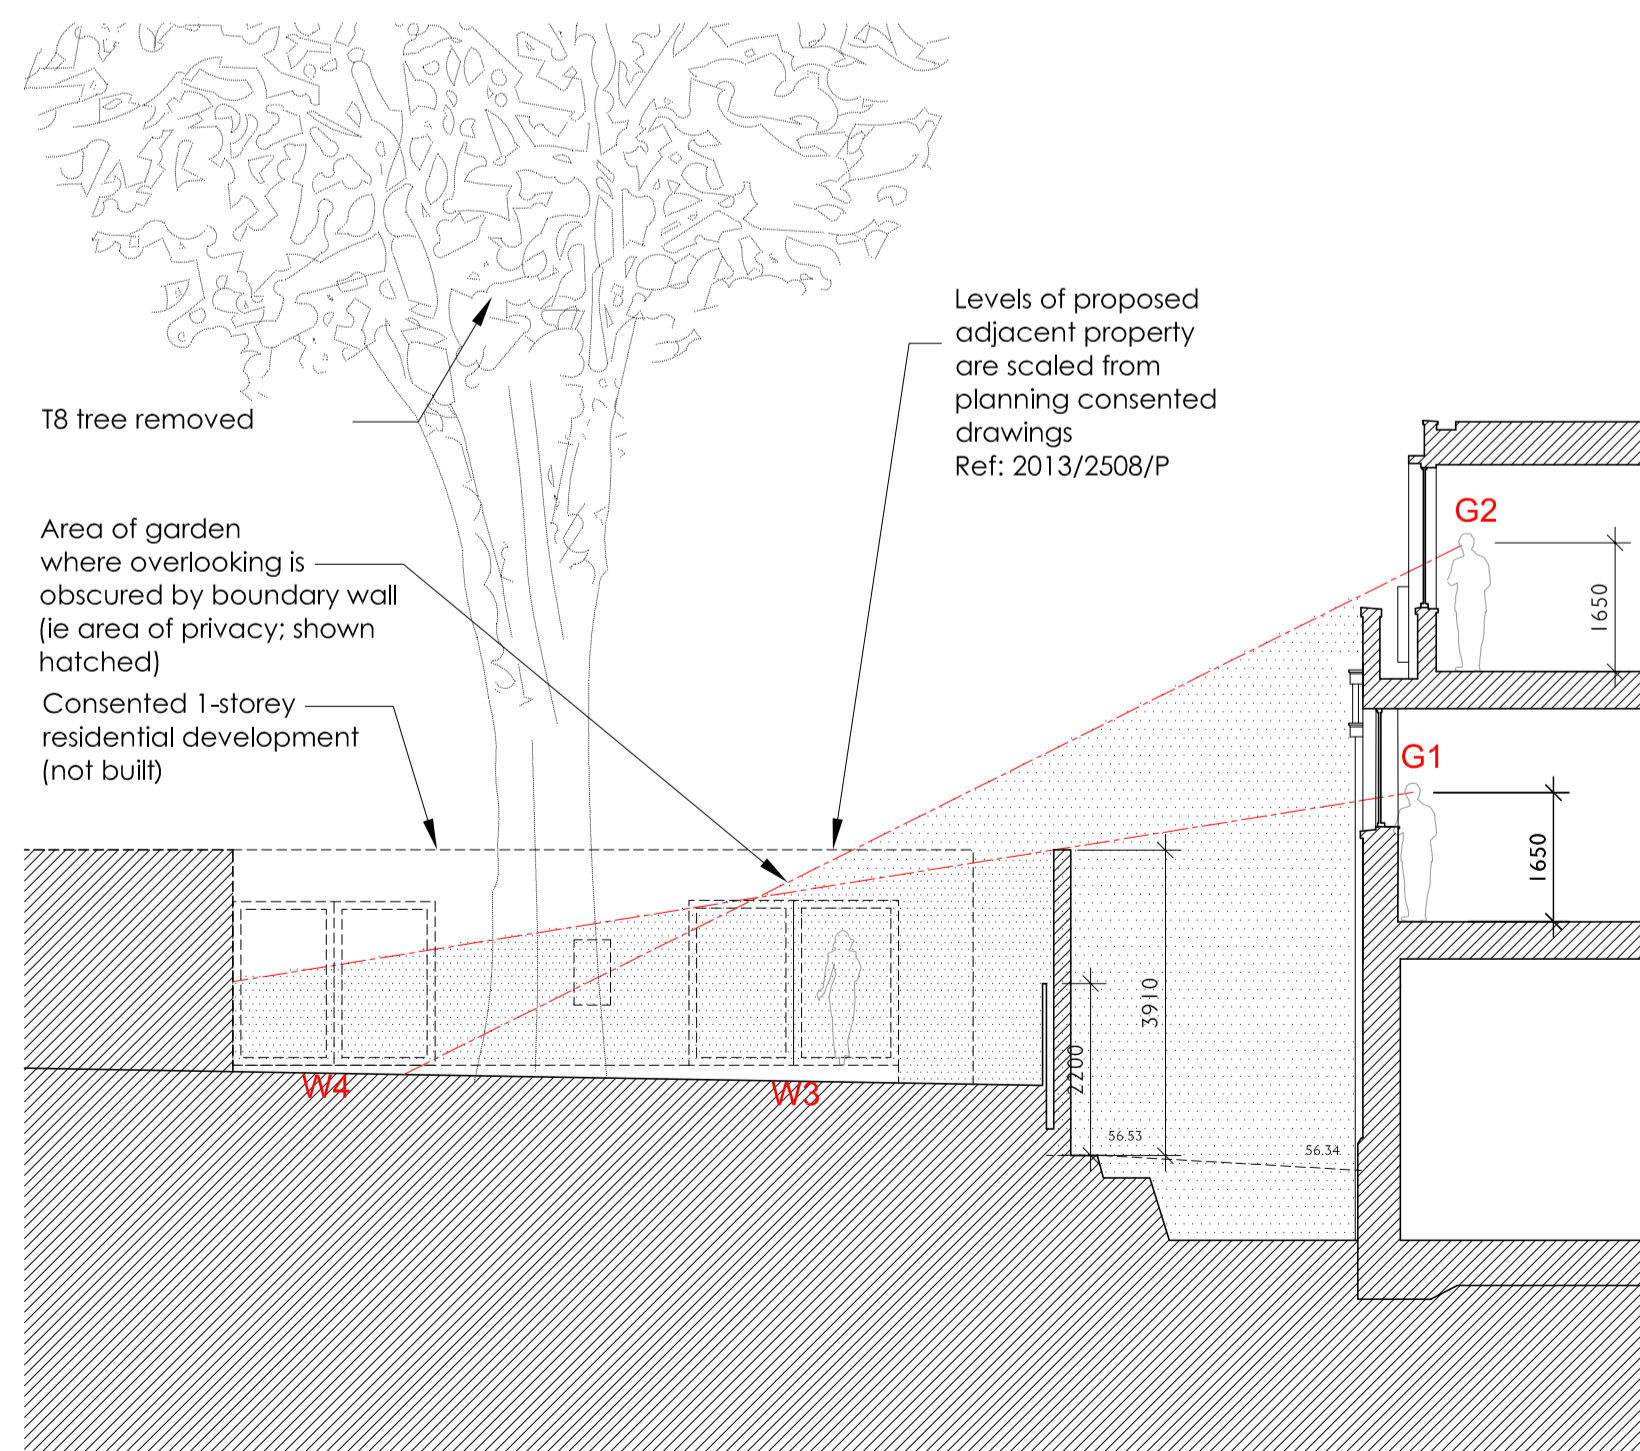 Levels of proposed
adjacent property
are scaled from
planning consented
drawings
Ref: 2013/2508/P
T8 tree removed
Area of garden
where overlooking is
obscured by boundary wall
(ie area of privacy; shown
hatched)
Consented 1-storey
residential development
(not built)
G2
1650
G1
1650
3910
2200
W4
W3
56.53
56.34